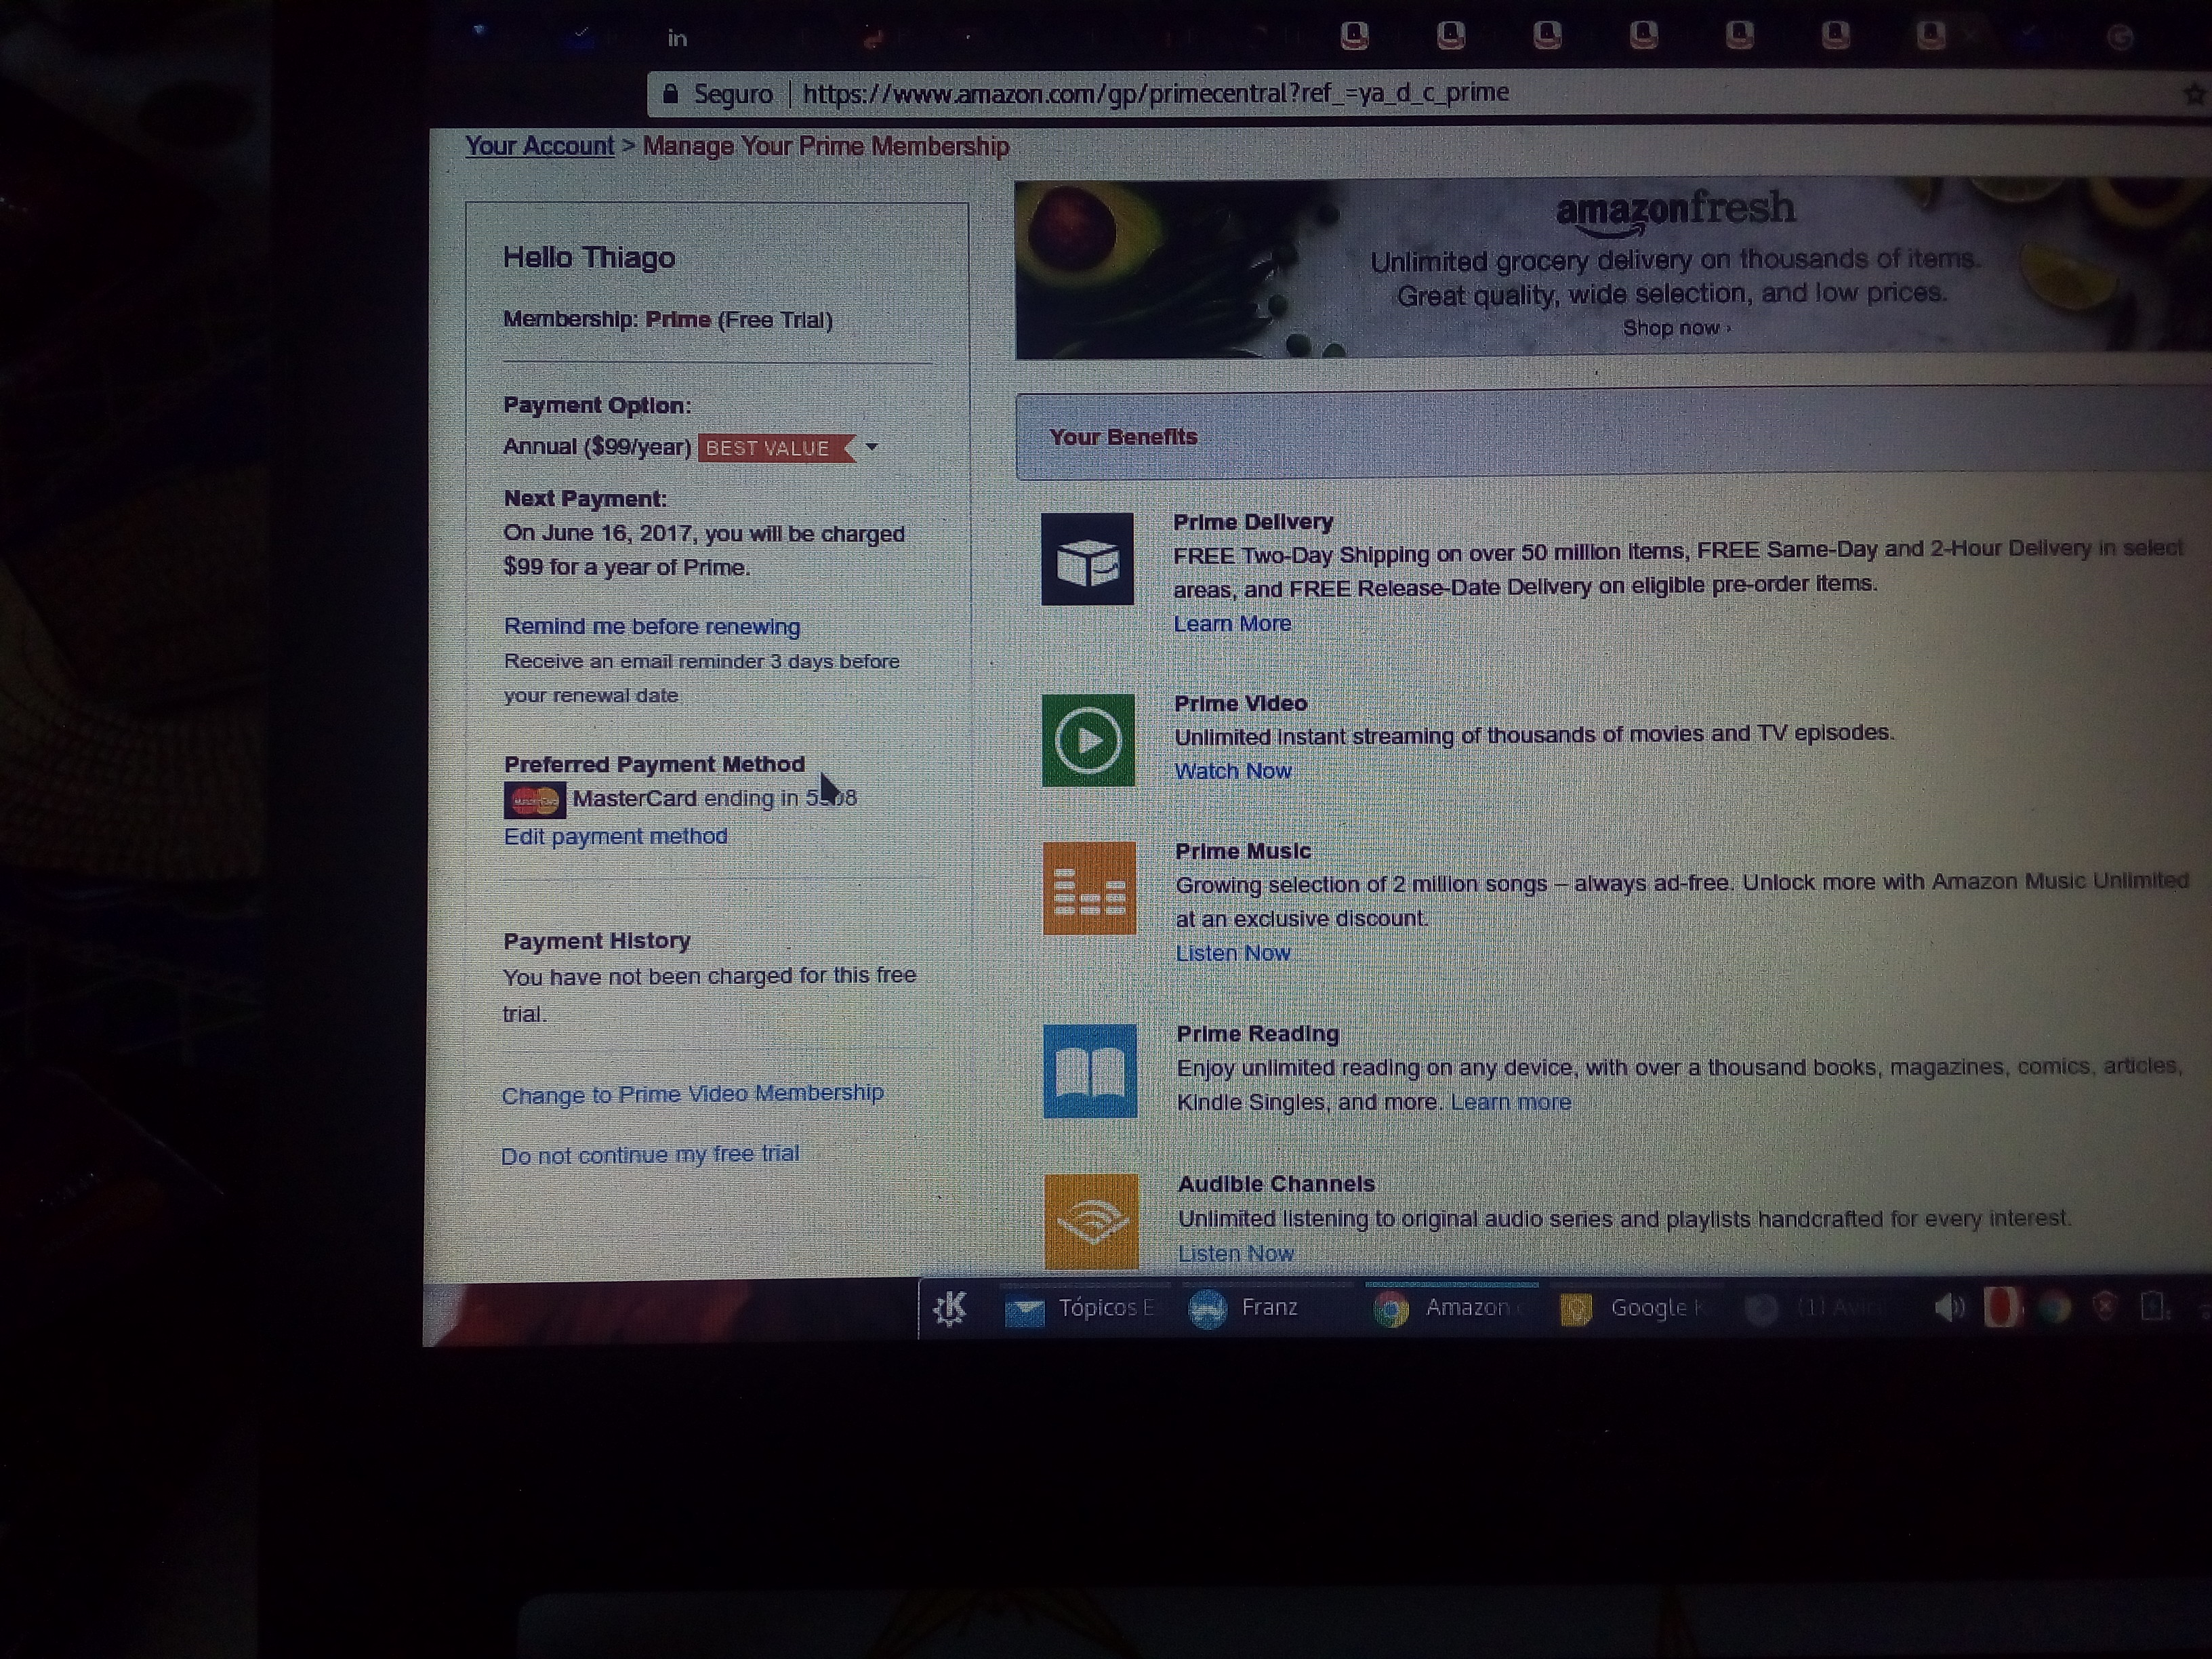 in
Seguro | https://www.amazon.com/gp/primecentral?ref_=ya_d_c_prime
Your Account > Manage Your Prime Membership
Hello Thiago
Membership: Prime (Free Trial)
Payment Option:
Annual ($99/year) BEST VALUE
Next Payment:
On June 16, 2017, you will be charged
$99 for a year of Prime.
Remind me before renewing
Receive an email reminder 3 days before
your renewal date
Preferred Payment Method
MasterCard ending in
Edit payment method
Payment History
You have not been charged for this free
trial.
Change to Prime Video Membership
Do not continue my free trial
amazonfresh
Unlimited grocery delivery on thousands of items.
Great quality, wide selection, and low prices.
Shop now ›
Your Benefits
Prime Delivery
FREE Two-Day Shipping on over 50 million items, FREE Same-Day and 2-Hour Delivery in select
areas, and FREE Release-Date Delivery on eligible pre-order items.
Learn More
Prime Video
Unlimited instant streaming of thousands of movies and TV episodes.
Watch Now
Prime Music
Growing selection of 2 million songs – always ad-free. Unlock more with Amazon Music Unlimited
at an exclusive discount.
Listen Now
Prime Reading
Enjoy unlimited reading on any device, with over a thousand books, magazines, comics, articles,
Kindle Singles, and more. Learn more
Audible Channels
Unlimited listening to original audio series and playlists handcrafted for every interest.
Listen Now
Tópicos E Franz Amazon Google K (1)